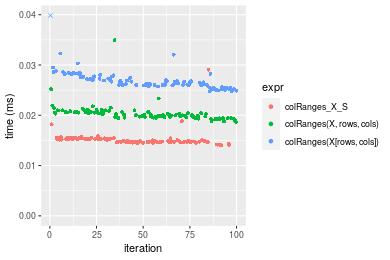 0.04
0.03
0.02
0.01
0.00
time (ms)
0
25
50
75
100
iteration
expr
colRanges_X_S
colRanges(X, rows, cols)
colRanges(X[rows, cols])